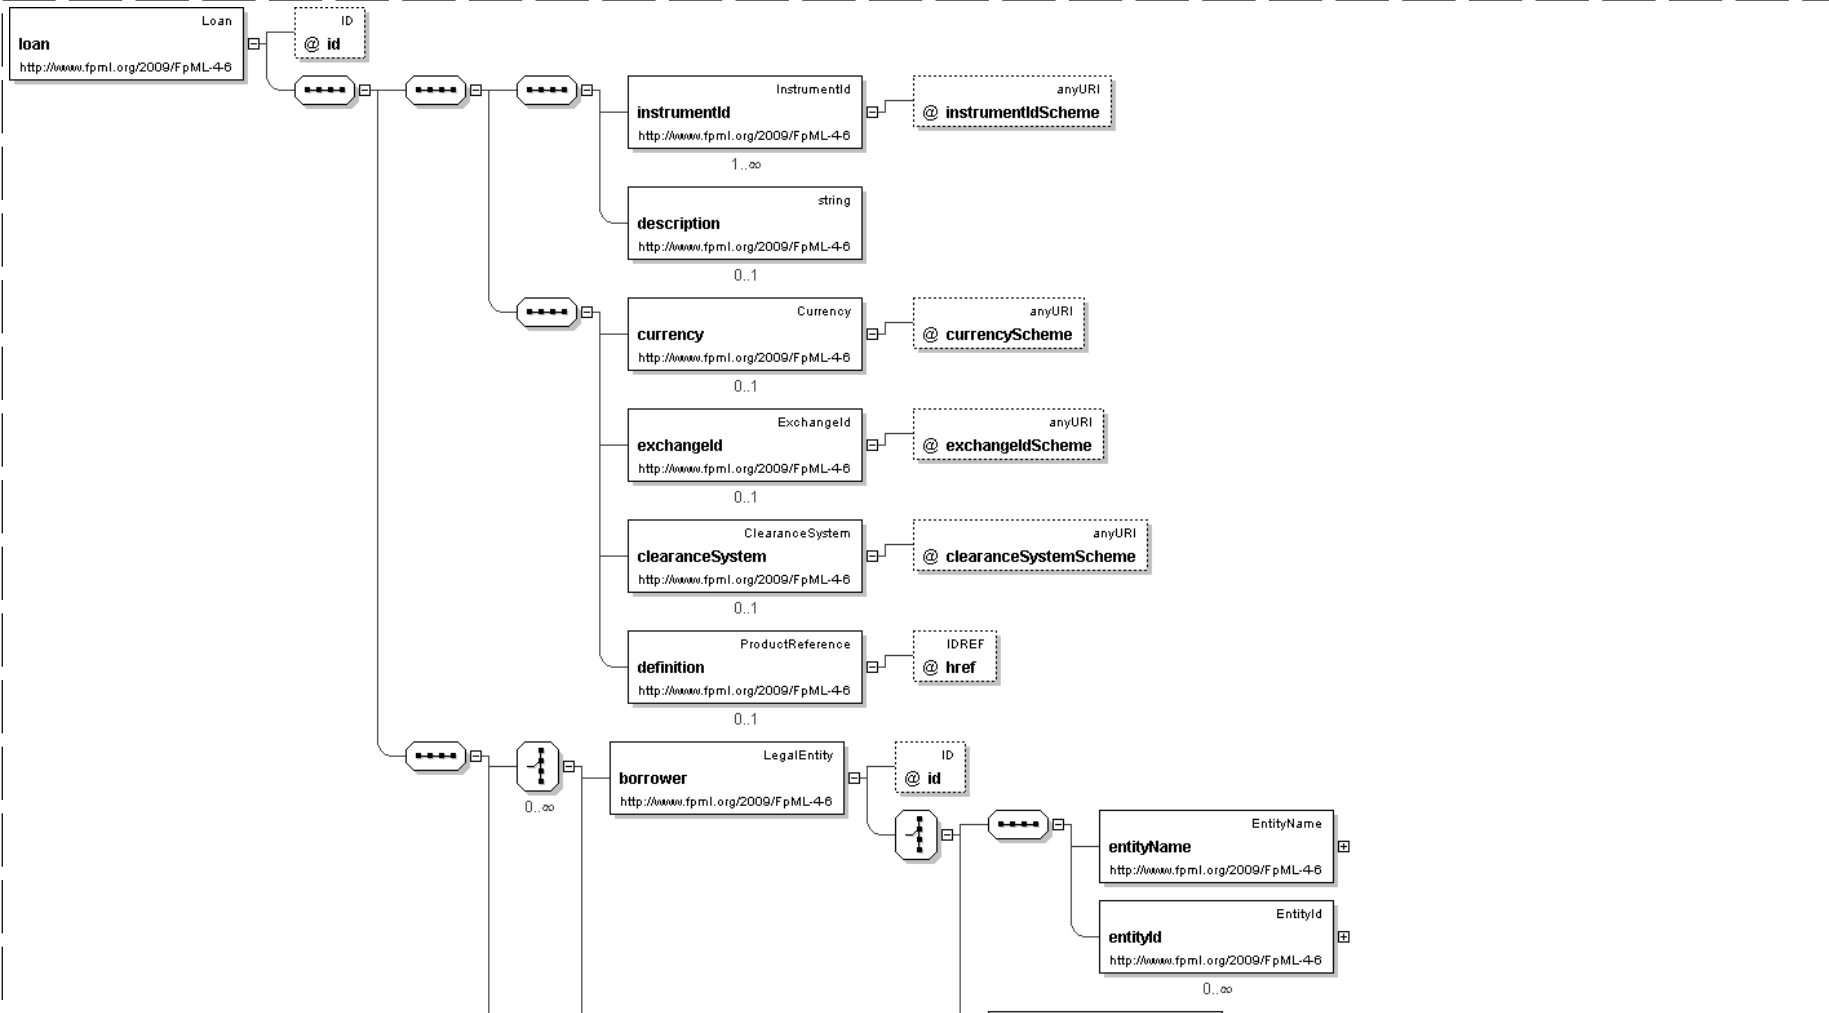 Loan
loan
http://www.fpml.org/2009/FpML-4-6
ID
@ id
InstrumentId
instrumentId
http://www.fpml.org/2009/FpML-4-6
1..∞
anyURI
@ instrumentIdScheme
string
description
http://www.fpml.org/2009/FpML-4-6
0..1
Currency
currency
http://www.fpml.org/2009/FpML-4-6
0..1
anyURI
@ currencyScheme
ExchangeId
exchangeId
http://www.fpml.org/2009/FpML-4-6
0..1
anyURI
@ exchangeIdScheme
ClearanceSystem
clearanceSystem
http://www.fpml.org/2009/FpML-4-6
0..1
anyURI
@ clearanceSystemScheme
ProductReference
definition
http://www.fpml.org/2009/FpML-4-6
0..1
IDREF
@ href
0..∞
LegalEntity
borrower
http://www.fpml.org/2009/FpML-4-6
ID
@ id
EntityName
entityName
http://www.fpml.org/2009/FpML-4-6
EntityId
entityId
http://www.fpml.org/2009/FpML-4-6
0..∞